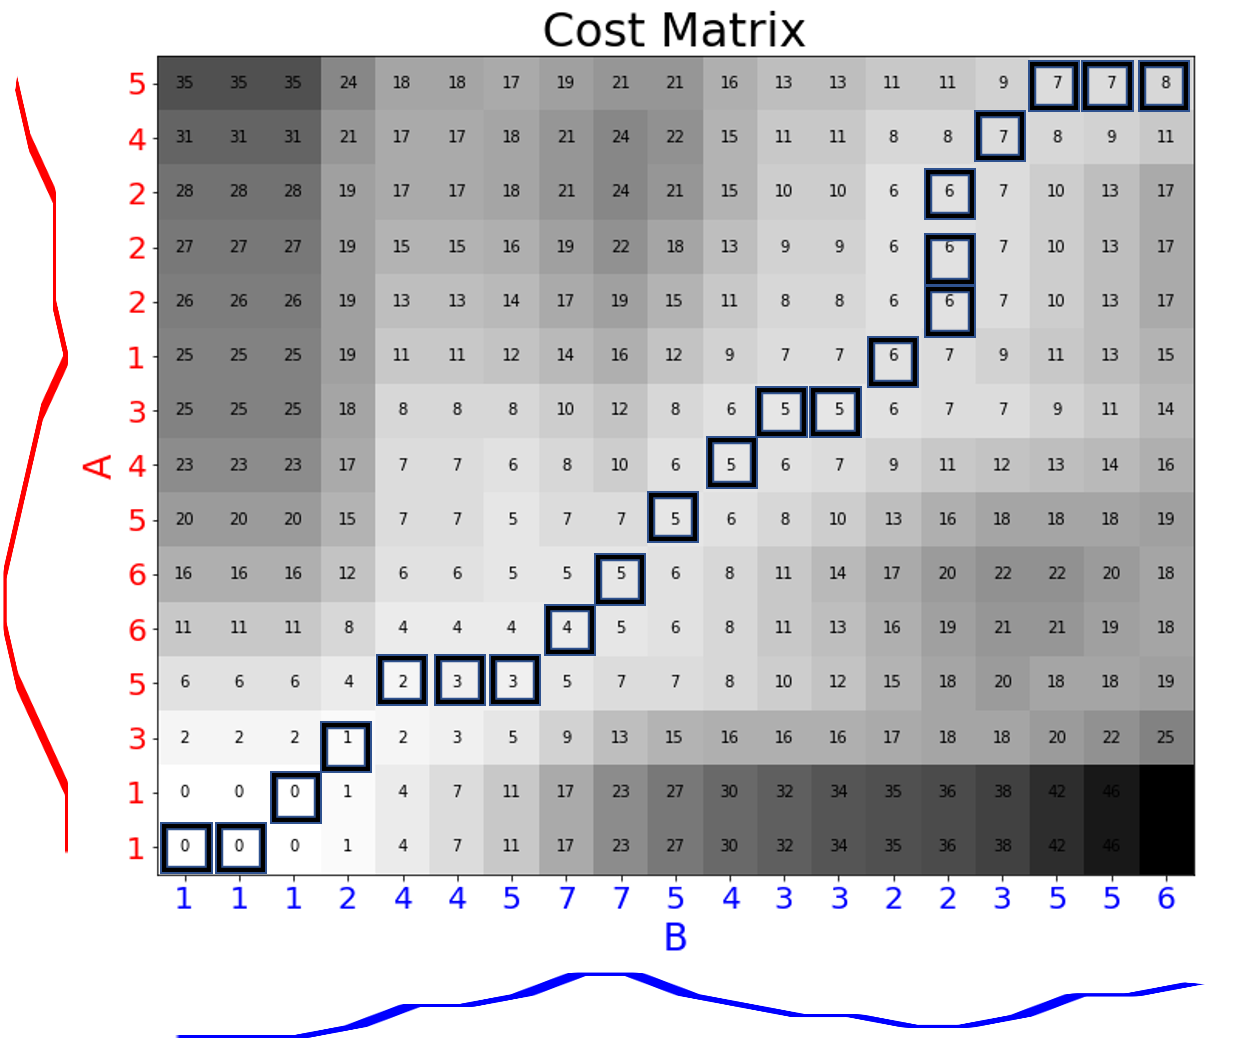 Cost Matrix
5 35 35 35 24 18 18 17 19 21 21 16 13 13 11 11 9 7 7 8
4 31 31 31 21 17 17 18 21 24 22 15 11 11 8 8 7 8 9 11
2 28 28 28 19 17 17 18 21 24 21 15 10 10 6 6 7 10 13 17
2 27 27 27 19 15 15 16 19 22 18 13 9 9 6 6 7 10 13 17
2 26 26 26 19 13 13 14 17 19 15 11 8 8 6 6 7 10 13 17
1 25 25 25 19 11 11 12 14 16 12 9 7 7 6 7 9 11 13 15
3 25 25 25 18 8 8 8 10 12 8 6 5 5 6 7 7 9 11 14
A 4 23 23 23 17 7 7 6 8 10 6 5 6 7 9 11 12 13 14 16
5 20 20 20 15 7 7 5 7 7 5 6 8 10 13 16 18 18 18 19
6 16 16 16 12 6 6 5 5 5 6 8 11 14 17 20 22 22 20 18
6 11 11 11 8 4 4 4 4 5 6 8 11 13 16 19 21 21 19 18
5 6 6 6 4 2 3 3 5 7 7 8 10 12 15 18 20 18 18 19
3 2 2 2 1 2 3 5 9 13 15 16 16 16 17 18 18 20 22 25
1 0 0 0 1 4 7 11 17 23 27 30 32 34 35 36 38 42 46
1 0 0 0 1 4 7 11 17 23 27 30 32 34 35 36 38 42 46
1 1 1 2 4 4 5 7 7 5 4 3 3 2 2 3 5 5 6
B